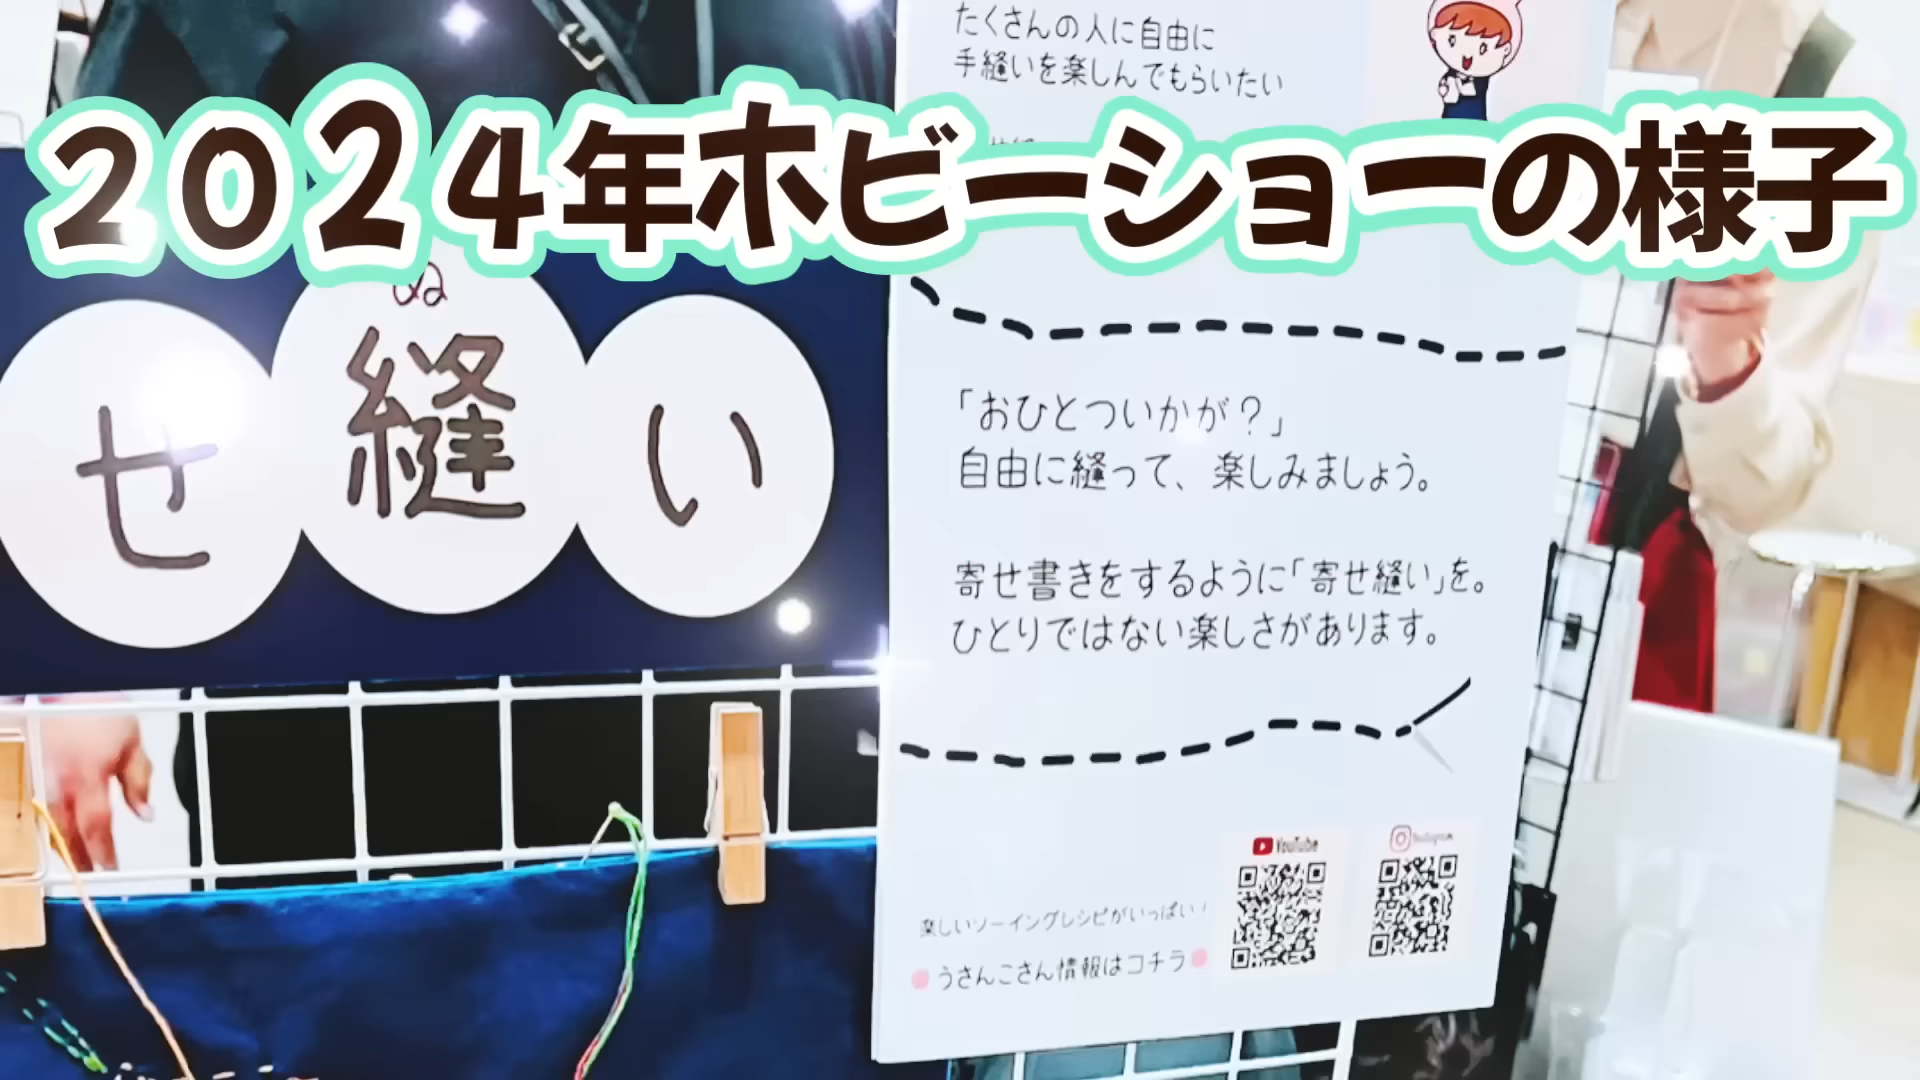 たくさんの人に自由に
手縫いを楽しんでもらいたい
2024年ホビーショーの様子
ぬ
せ縫い
「おひとついかが？」
自由に縫って、楽しみましょう。
寄せ書きをするように「寄せ縫い」を。
ひとりではない楽しさがあります。
YouTube
Instagram
楽しいソーイングレシピがいっぱい！
うさんこさん情報はコチラ